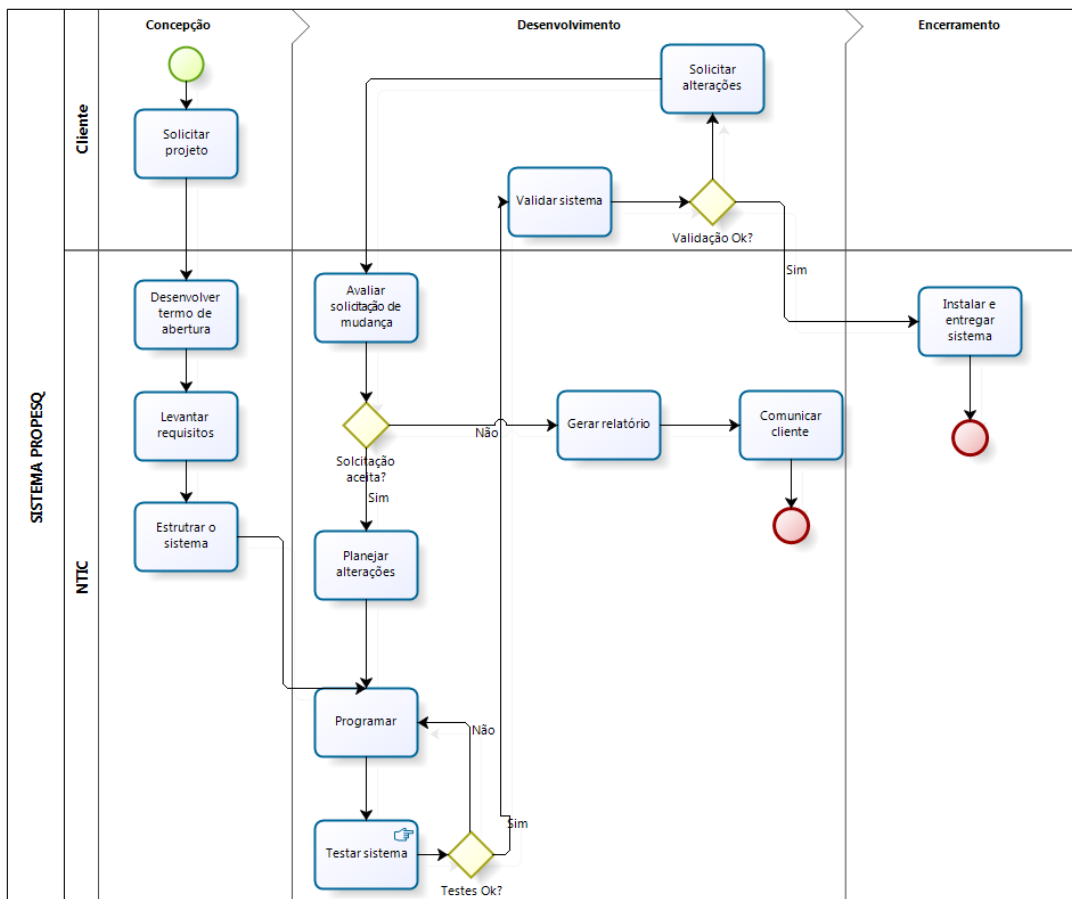 Concepção
Desenvolvimento
Encerramento
SISTEMA PROPESQ
Cliente
Solicitar
projeto
Solicitar
alterações
Validar sistema
Validação Ok?
Sim
NTIC
Desenvolver
termo de
abertura
Avaliar
solicitação de
mudança
Instalar e
entregar
sistema
Levantar
requisitos
Solcitação
aceita?
Não
Gerar relatório
Comunicar
cliente
Sim
Estrutrar o
sistema
Planejar
alterações
Programar
Não
Testar sistema
Testes Ok?
Sim